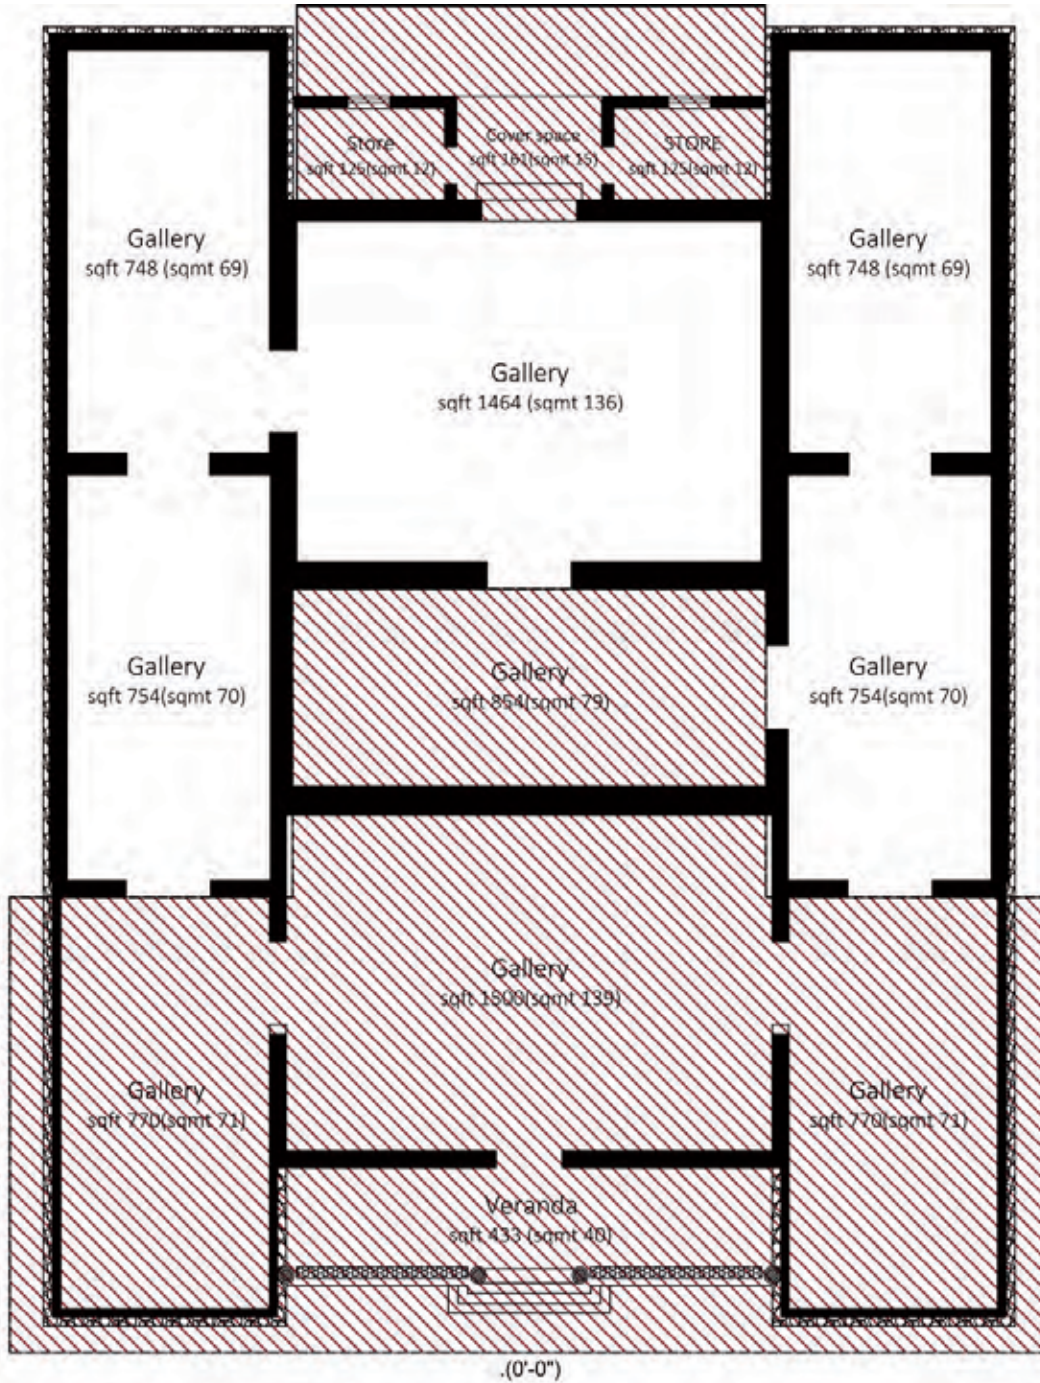 Store
sqft 125(sqmt 12)
Cover space
sqft 161(sqmt 15)
STORE
sqft 125(sqmt 12)
Gallery
sqft 748 (sqmt 69)
Gallery
sqft 748 (sqmt 69)
Gallery
sqft 1464 (sqmt 136)
Gallery
sqft 754(sqmt 70)
Gallery
sqft 854(sqmt 79)
Gallery
sqft 754(sqmt 70)
Gallery
sqft 1500(sqmt 139)
Gallery
sqft 770(sqmt 71)
Gallery
sqft 770(sqmt 71)
Veranda
sqft 433 (sqmt 40)
.(0'-0")